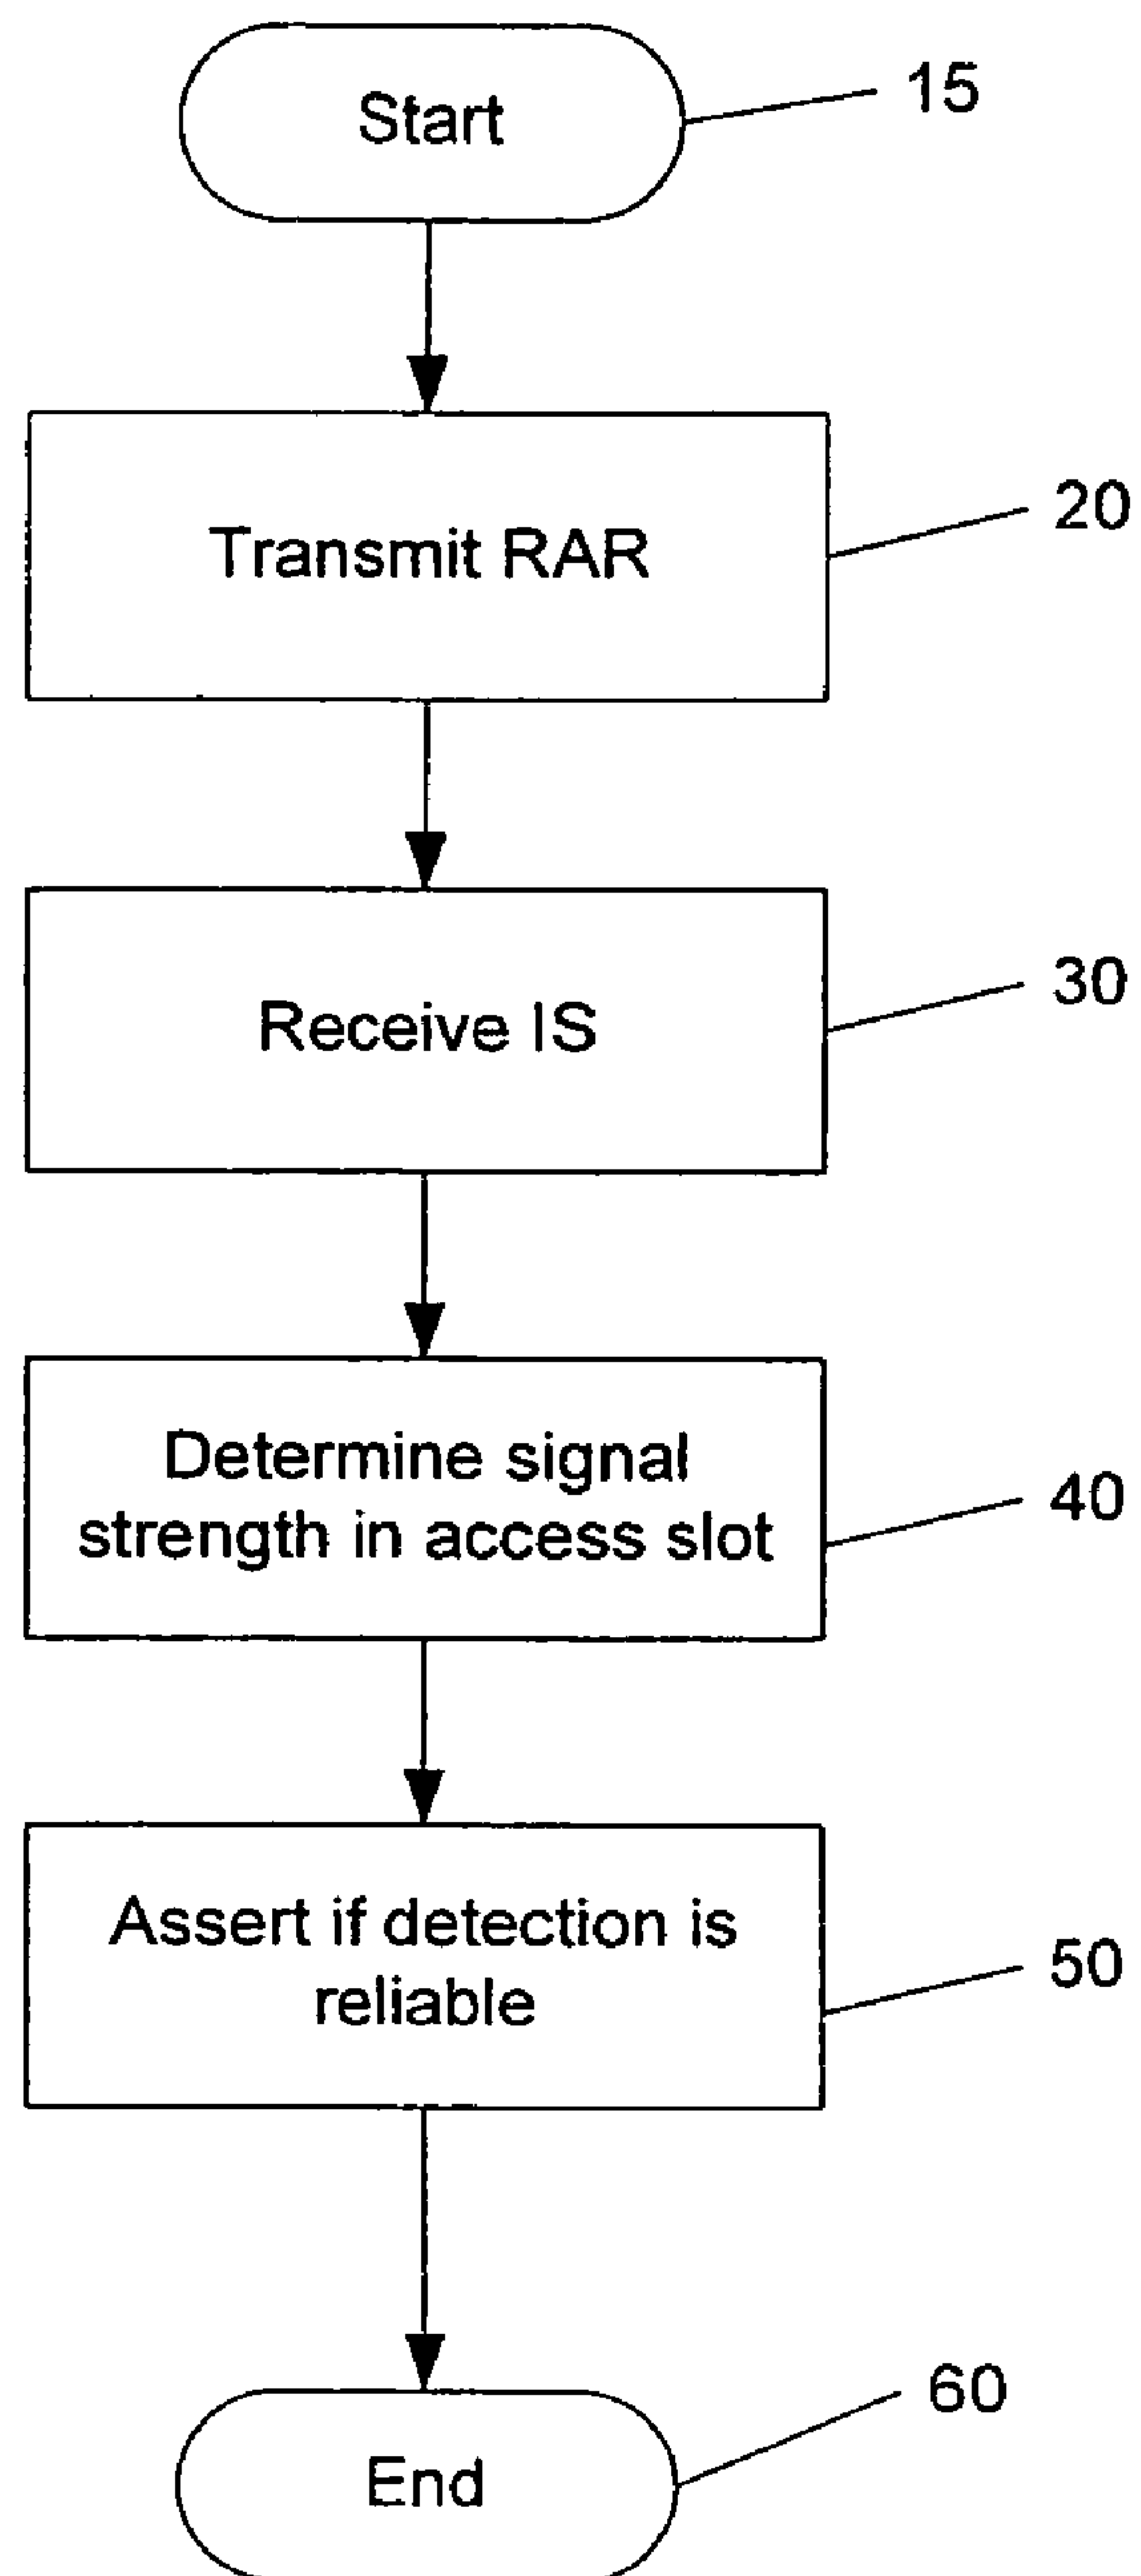 Start
15
Transmit RAR
20
Receive IS
30
Determine signal
strength in access slot
40
Assert if detection is
reliable
50
End
60